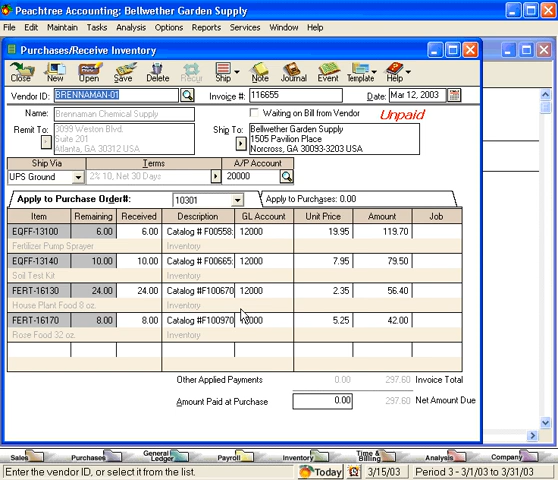 Peachtree Accounting: Bellwether Garden Supply
File Edit Maintain Tasks Analysis Options Reports Services Window Help
Purchases/Receive Inventory
Close New Open Save Delete Recur Ship Note Journal Event Template Help
Vendor ID: BRENNAMAN-01 Invoice #: 116655 Date: Mar 12, 2003
Name: Brennaman Chemical Supply Waiting on Bill from Vendor Unpaid
Remit To: 3099 Weston Blvd. Ship To: Bellwether Garden Supply
Suite 201 1505 Pavilion Place
Atlanta, GA 30312 USA Norcross, GA 30093-3203 USA
Ship Via Terms A/P Account
UPS Ground 2% 10, Net 30 Days 20000
Apply to Purchase Order#: 10301 Apply to Purchases: 0.00
Item Remaining Received Description GL Account Unit Price Amount Job
EQFF-13100 6.00 6.00 Catalog # F00558: 12000 19.95 119.70
Fertilizer Pump Sprayer Inventory
EQFF-13140 10.00 10.00 Catalog # F00665: 12000 7.95 79.50
Soil Test Kit Inventory
FERT-16130 24.00 24.00 Catalog #F100670 12000 2.35 56.40
House Plant Food 8 oz. Inventory
FERT-16170 8.00 8.00 Catalog #F100970 12000 5.25 42.00
Rose Food 32 oz. Inventory
Other Applied Payments 0.00 297.60 Invoice Total
Amount Paid at Purchase 0.00 297.60 Net Amount Due
Sales Purchases General Ledger Payroll Inventory Time & Billing Analysis Company
Enter the vendor ID, or select it from the list. Today 3/15/03 Period 3 - 3/1/03 to 3/31/03